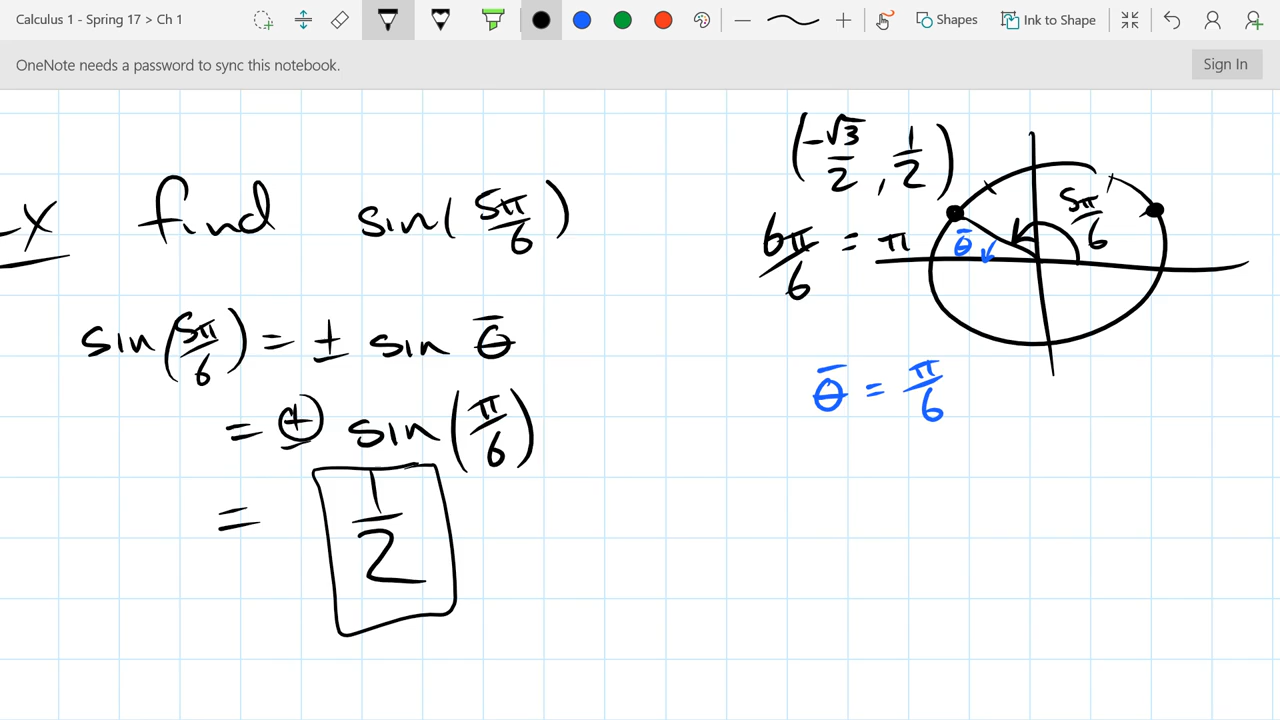 Calculus 1 - Spring 17 > Ch 1
Shapes
Ink to Shape
OneNote needs a password to sync this notebook.
Sign In
-X find sin(5π/6)
sin(5π/6) = ± sin θ̄
= + sin(π/6)
= 1/2
(-√3/2, 1/2)
5π/6
6π/6 = π
θ̄
θ̄ = π/6